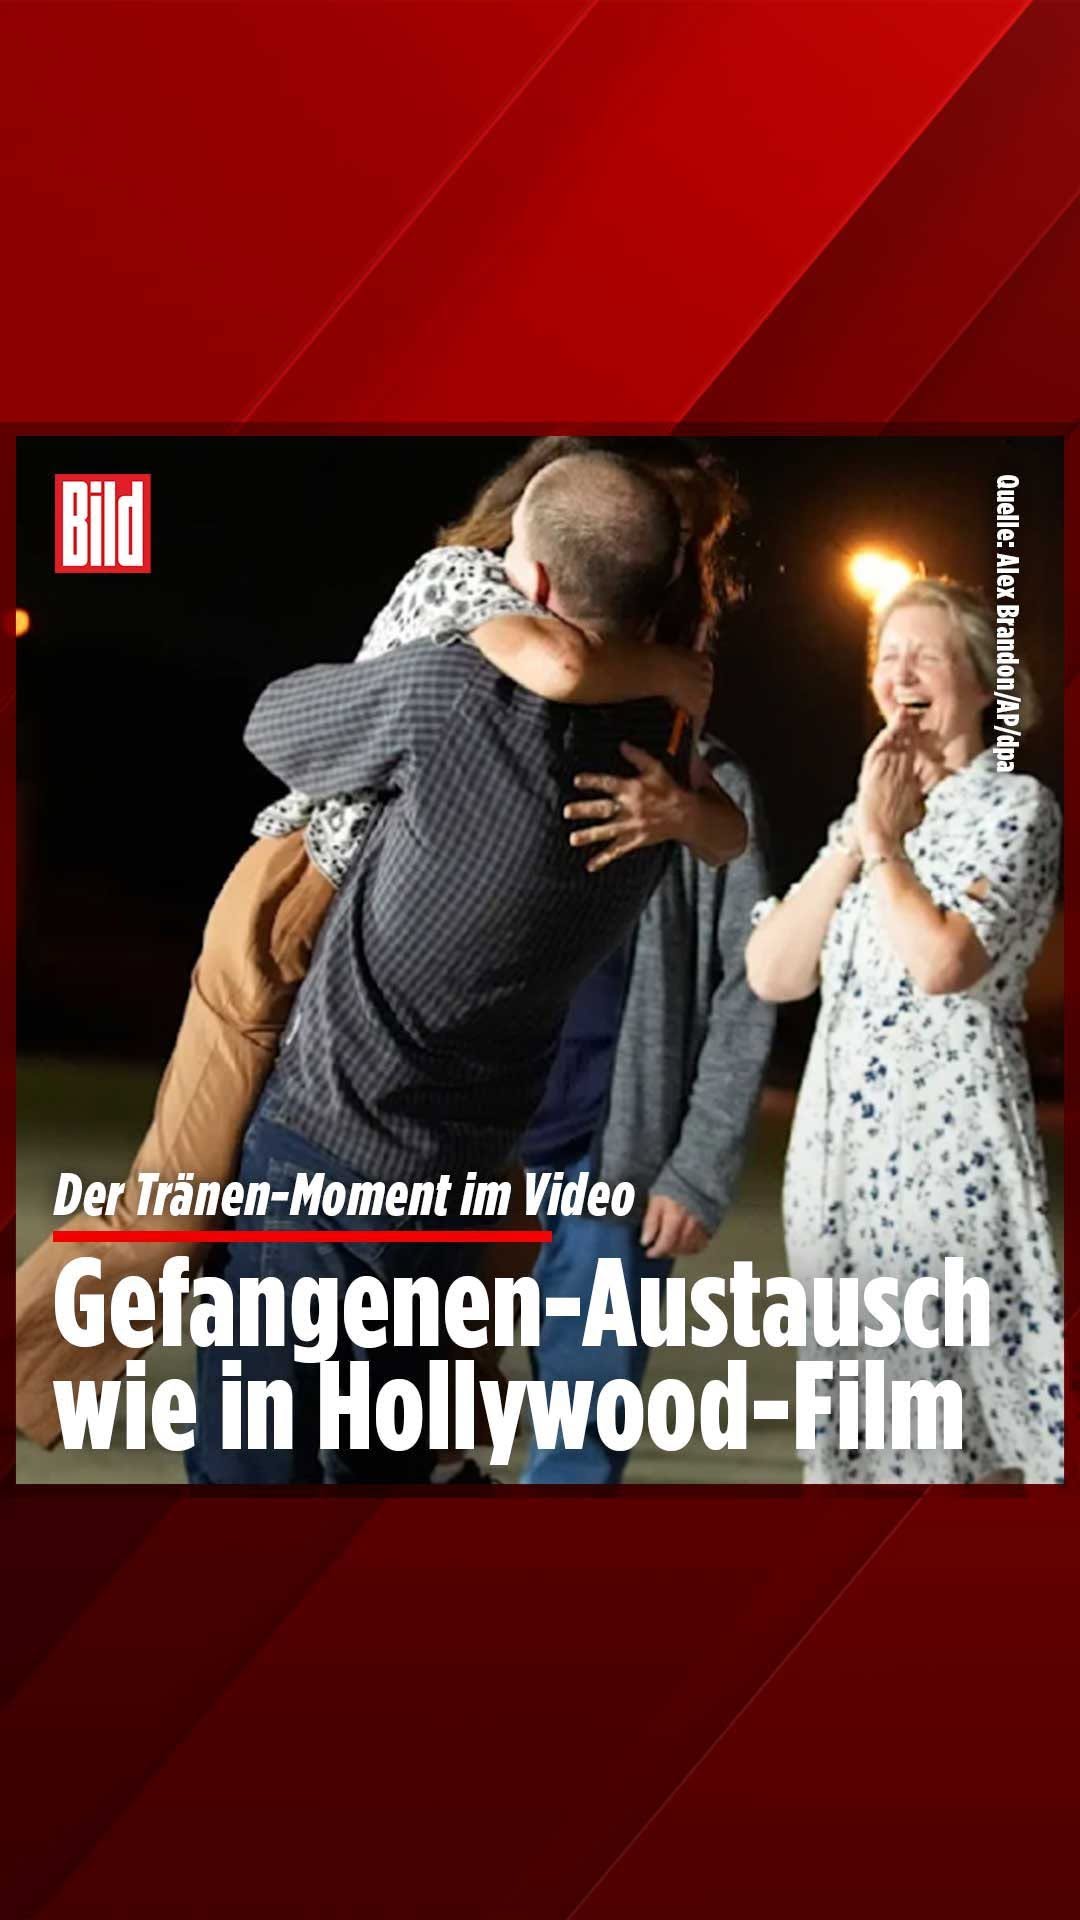 Bild
Quelle: Alex Brandon/AP/dpa
Der Tränen-Moment im Video
Gefangenen-Austausch
wie in Hollywood-Film